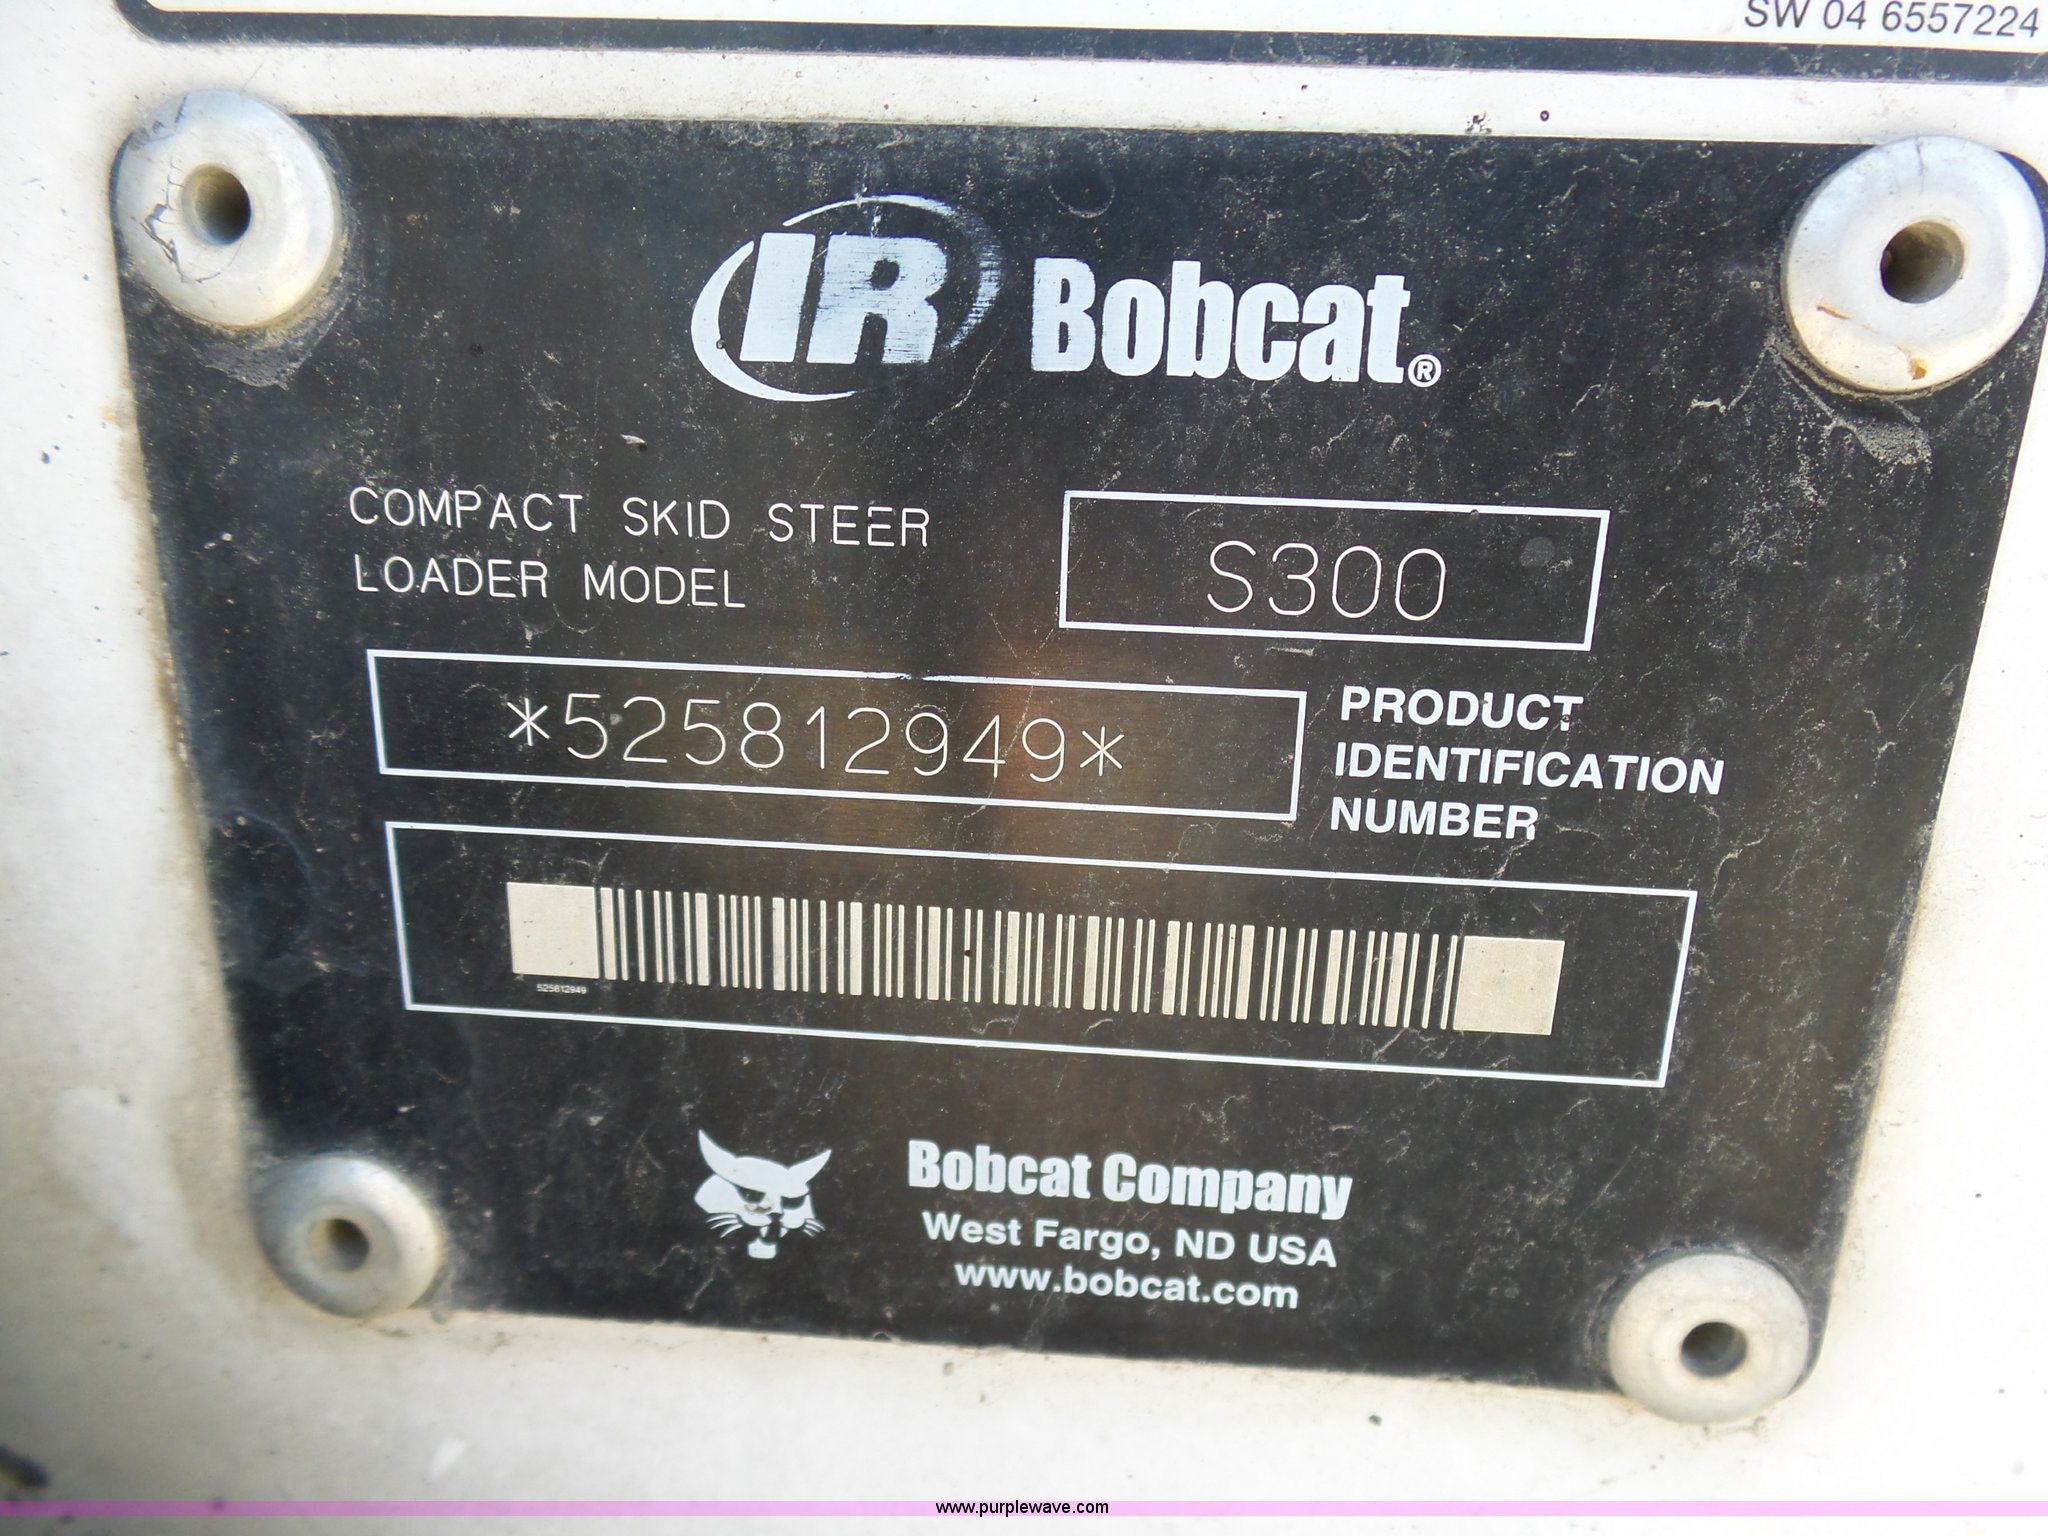 SW 04 6557224
IR Bobcat®
COMPACT SKID STEER
LOADER MODEL
S300
*525812949*
PRODUCT
IDENTIFICATION
NUMBER
525812949
Bobcat Company
West Fargo, ND USA
www.bobcat.com
www.purplewave.com